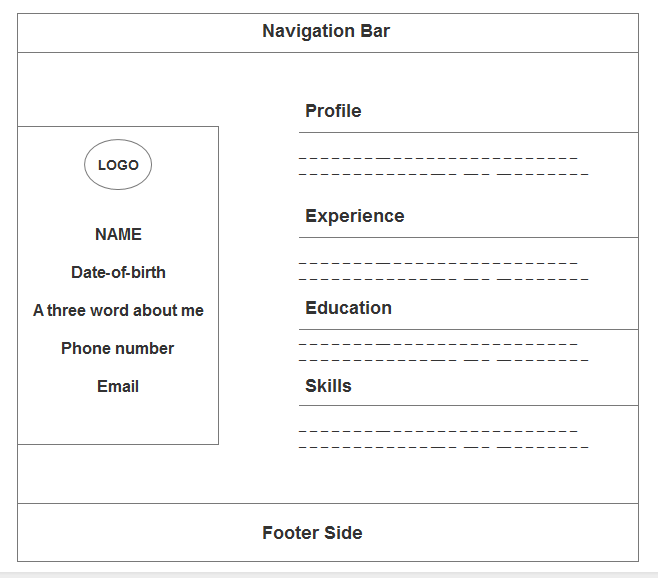 Navigation Bar
LOGO
NAME
Date-of-birth
A three word about me
Phone number
Email
Profile
Experience
Education
Skills
Footer Side